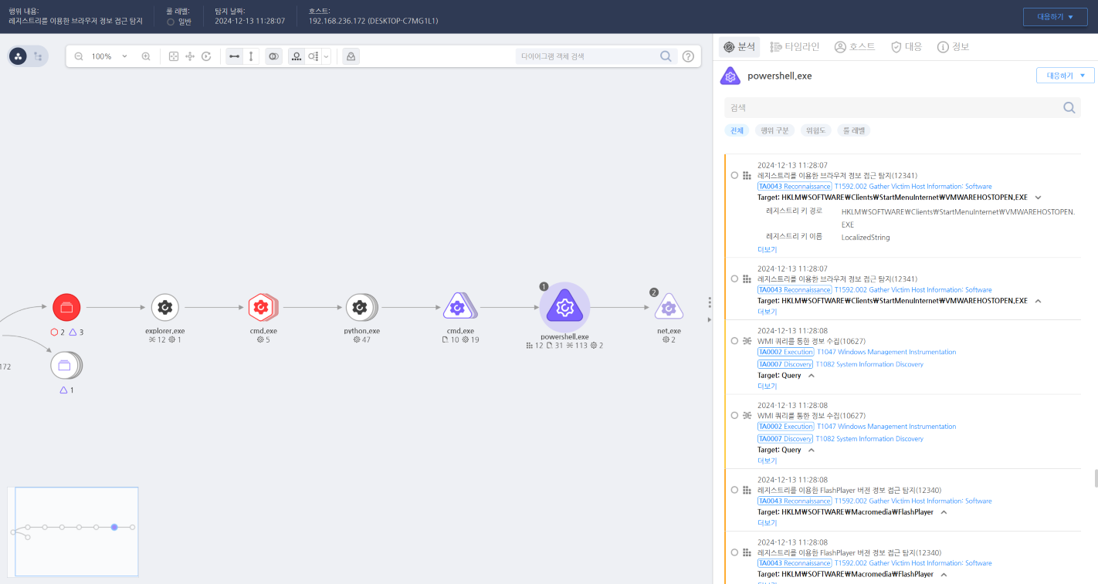 행위 내용:
레지스트리를 이용한 브라우저 정보 접근 탐지
룰 레벨:
일반
탐지 날짜:
2024-12-13 11:28:07
호스트:
192.168.236.172 (DESKTOP-C7MG1L1)
대응하기
100%
다이어그램 객체 검색
2 3
explorer.exe
12 1
cmd.exe
5
python.exe
47
cmd.exe
10 19
1
powershell.exe
12 31 113 2
2
net.exe
2
172
1
분석 타임라인 호스트 대응 정보
powershell.exe
대응하기
검색
전체 행위 구분 위험도 룰 레벨
2024-12-13 11:28:07
레지스트리를 이용한 브라우저 정보 접근 탐지(12341)
TA0043 Reconnaissance T1592.002 Gather Victim Host Information: Software
Target: HKLM₩SOFTWARE₩Clients₩StartMenuInternet₩VMWAREHOSTOPEN.EXE
레지스트리 키 경로 HKLM₩SOFTWARE₩Clients₩StartMenuInternet₩VMWAREHOSTOPEN.
EXE
레지스트리 키 이름 LocalizedString
더보기
2024-12-13 11:28:07
레지스트리를 이용한 브라우저 정보 접근 탐지(12341)
TA0043 Reconnaissance T1592.002 Gather Victim Host Information: Software
Target: HKLM₩SOFTWARE₩Clients₩StartMenuInternet₩VMWAREHOSTOPEN.EXE
더보기
2024-12-13 11:28:08
WMI 쿼리를 통한 정보 수집(10627)
TA0002 Execution T1047 Windows Management Instrumentation
TA0007 Discovery T1082 System Information Discovery
Target: Query
더보기
2024-12-13 11:28:08
WMI 쿼리를 통한 정보 수집(10627)
TA0002 Execution T1047 Windows Management Instrumentation
TA0007 Discovery T1082 System Information Discovery
Target: Query
더보기
2024-12-13 11:28:08
레지스트리를 이용한 FlashPlayer 버전 정보 접근 탐지(12340)
TA0043 Reconnaissance T1592.002 Gather Victim Host Information: Software
Target: HKLM₩SOFTWARE₩Macromedia₩FlashPlayer
더보기
2024-12-13 11:28:08
레지스트리를 이용한 FlashPlayer 버전 정보 접근 탐지(12340)
TA0043 Reconnaissance T1592.002 Gather Victim Host Information: Software
Target: HKLM₩SOFTWARE₩Macromedia₩FlashPlayer